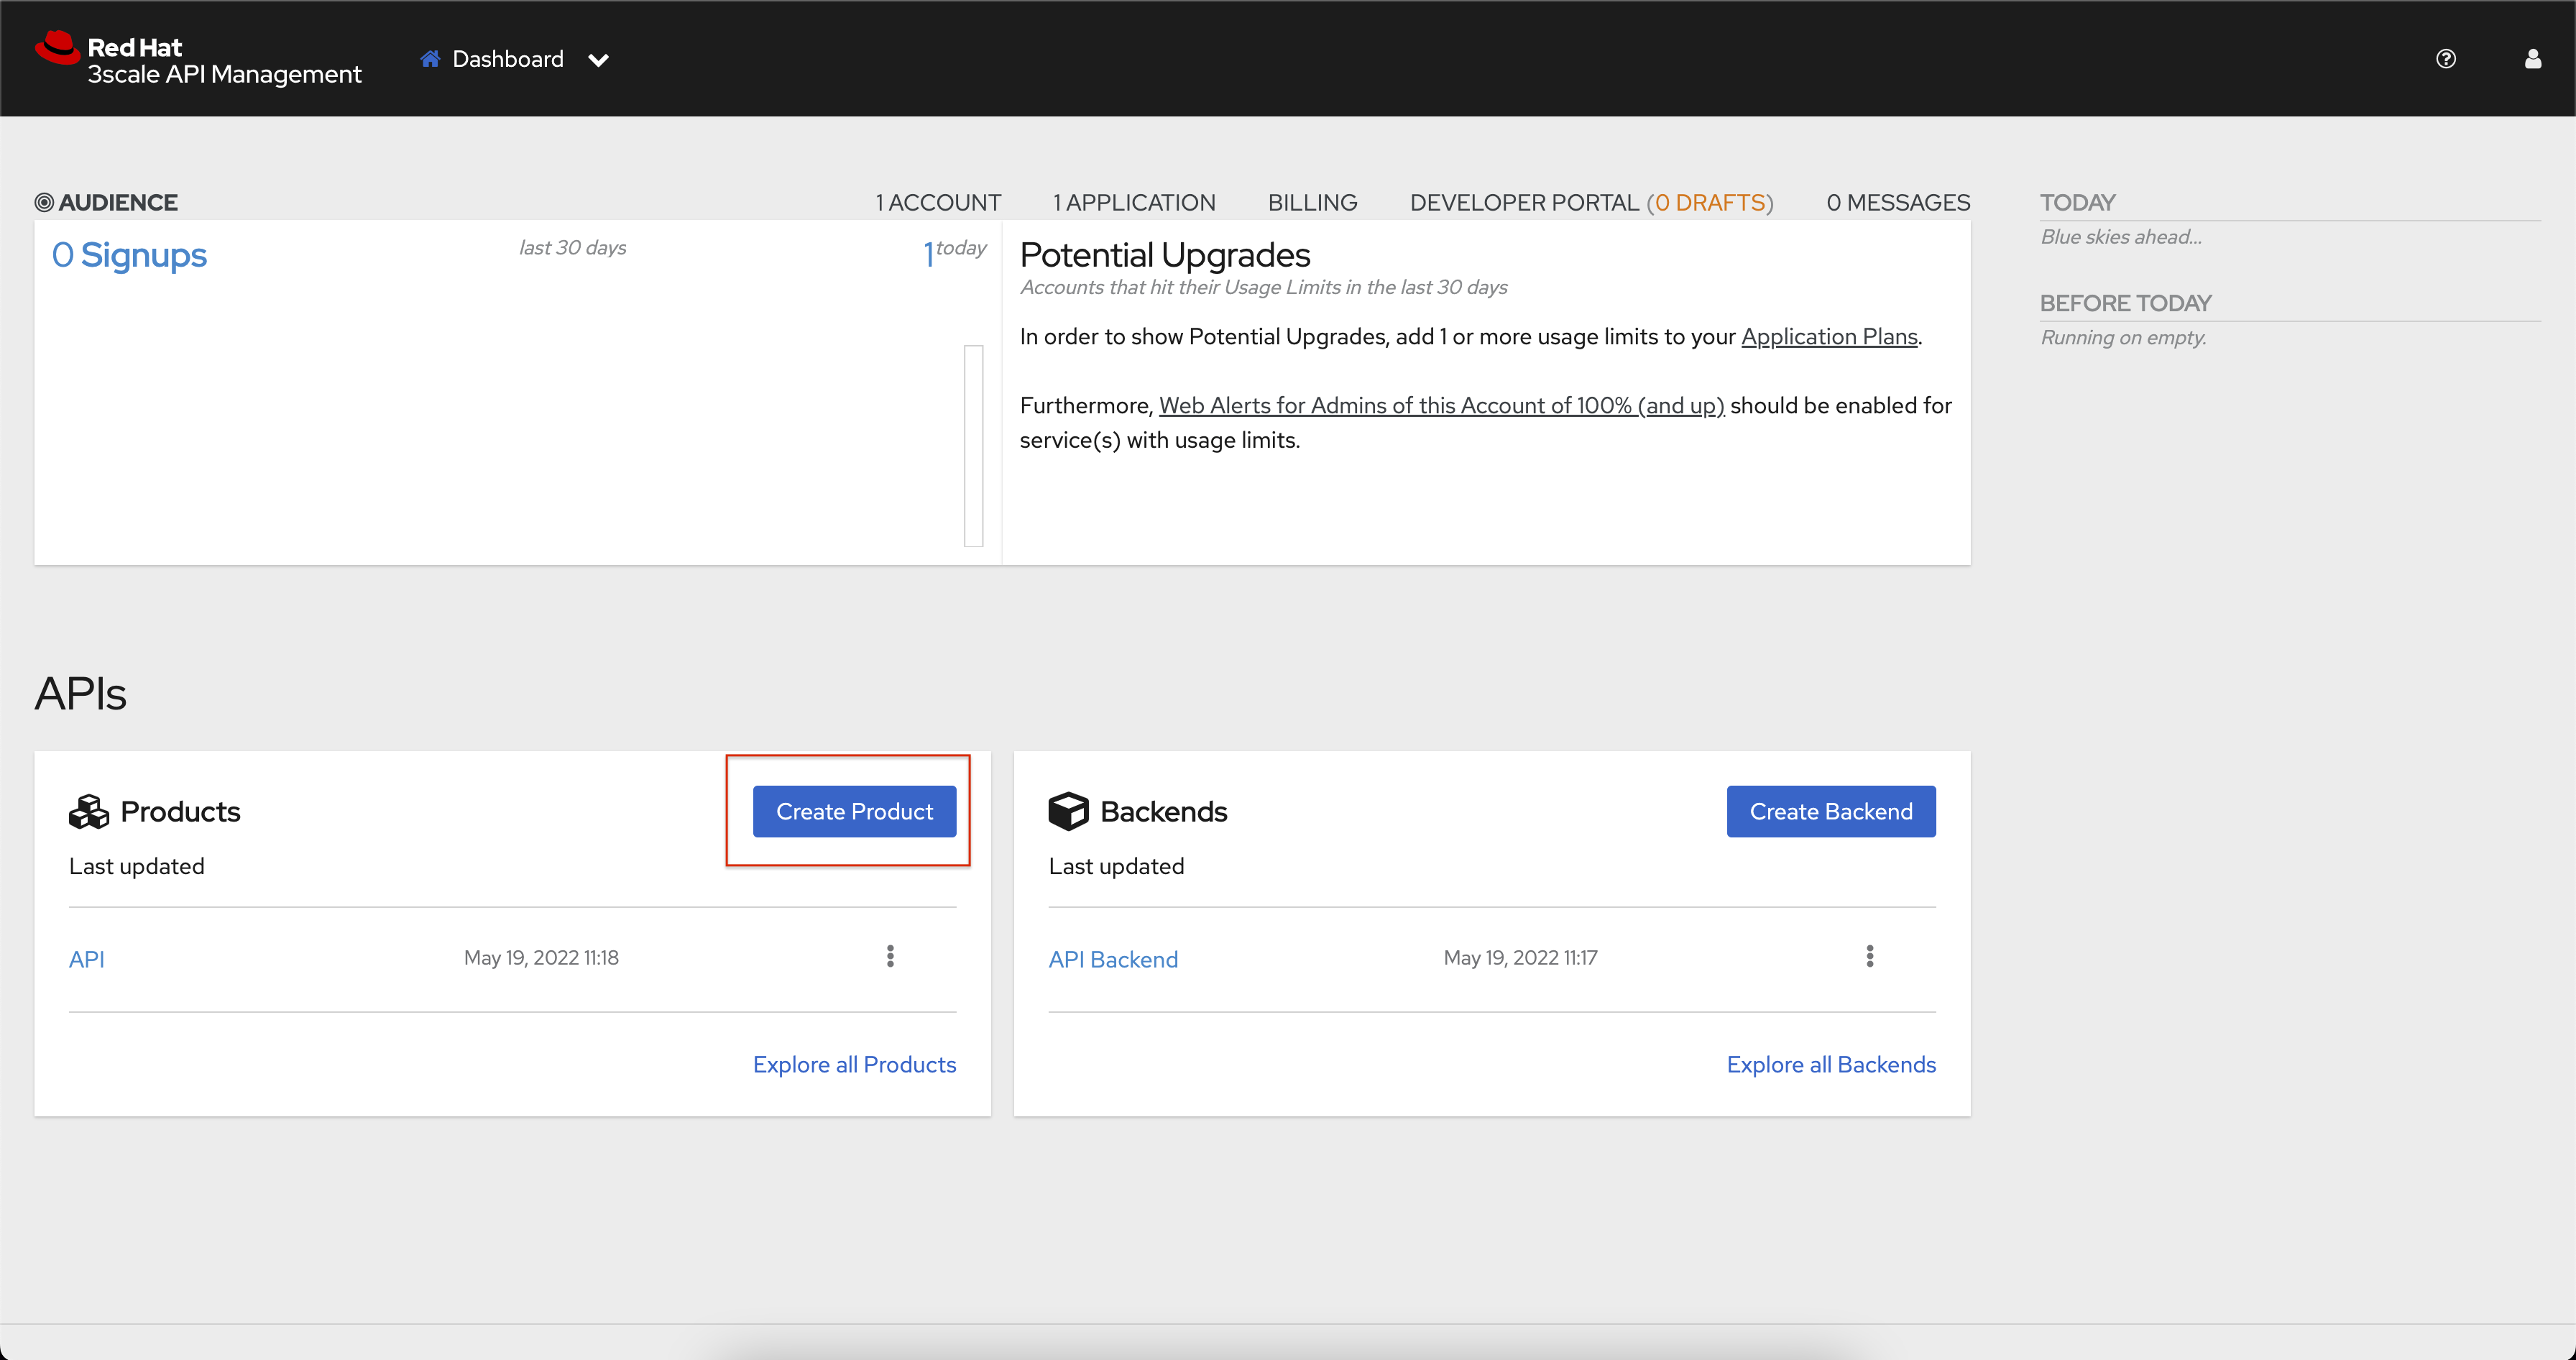 Red Hat
3scale API Management
Dashboard
AUDIENCE
1 ACCOUNT
1 APPLICATION
BILLING
DEVELOPER PORTAL (0 DRAFTS)
0 MESSAGES
0 Signups
last 30 days
1 today
Potential Upgrades
Accounts that hit their Usage Limits in the last 30 days
In order to show Potential Upgrades, add 1 or more usage limits to your Application Plans.
Furthermore, Web Alerts for Admins of this Account of 100% (and up) should be enabled for
service(s) with usage limits.
TODAY
Blue skies ahead...
BEFORE TODAY
Running on empty.
APIs
Products
Create Product
Last updated
API
May 19, 2022 11:18
Explore all Products
Backends
Create Backend
Last updated
API Backend
May 19, 2022 11:17
Explore all Backends